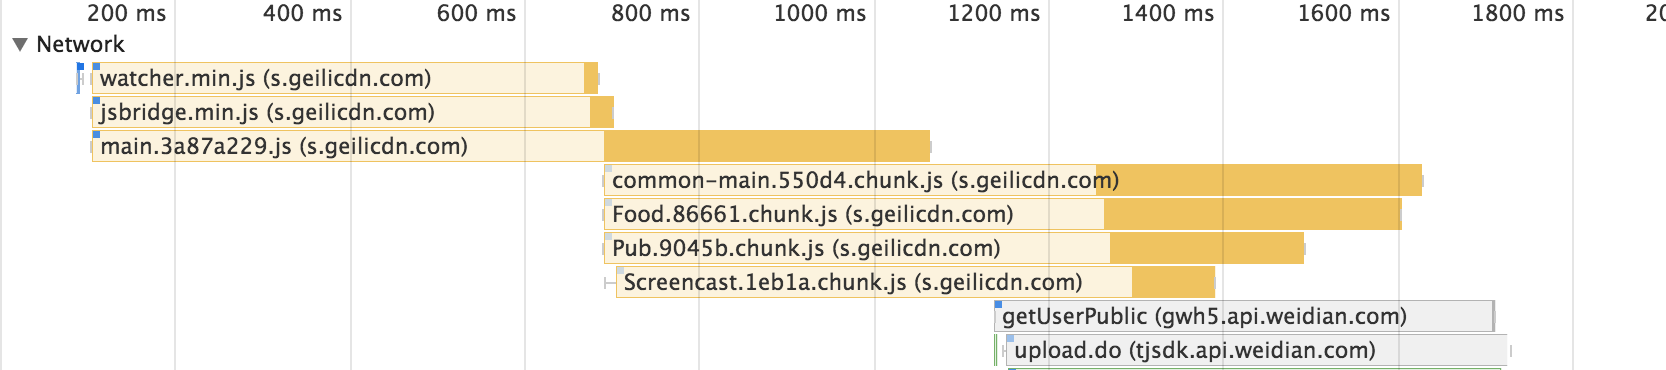 200 ms 400 ms 600 ms 800 ms 1000 ms 1200 ms 1400 ms 1600 ms 1800 ms 20
Network
watcher.min.js (s.geilicdn.com)
jsbridge.min.js (s.geilicdn.com)
main.3a87a229.js (s.geilicdn.com)
common-main.550d4.chunk.js (s.geilicdn.com)
Food.86661.chunk.js (s.geilicdn.com)
Pub.9045b.chunk.js (s.geilicdn.com)
Screencast.1eb1a.chunk.js (s.geilicdn.com)
getUserPublic (gwh5.api.weidian.com)
upload.do (tjsdk.api.weidian.com)